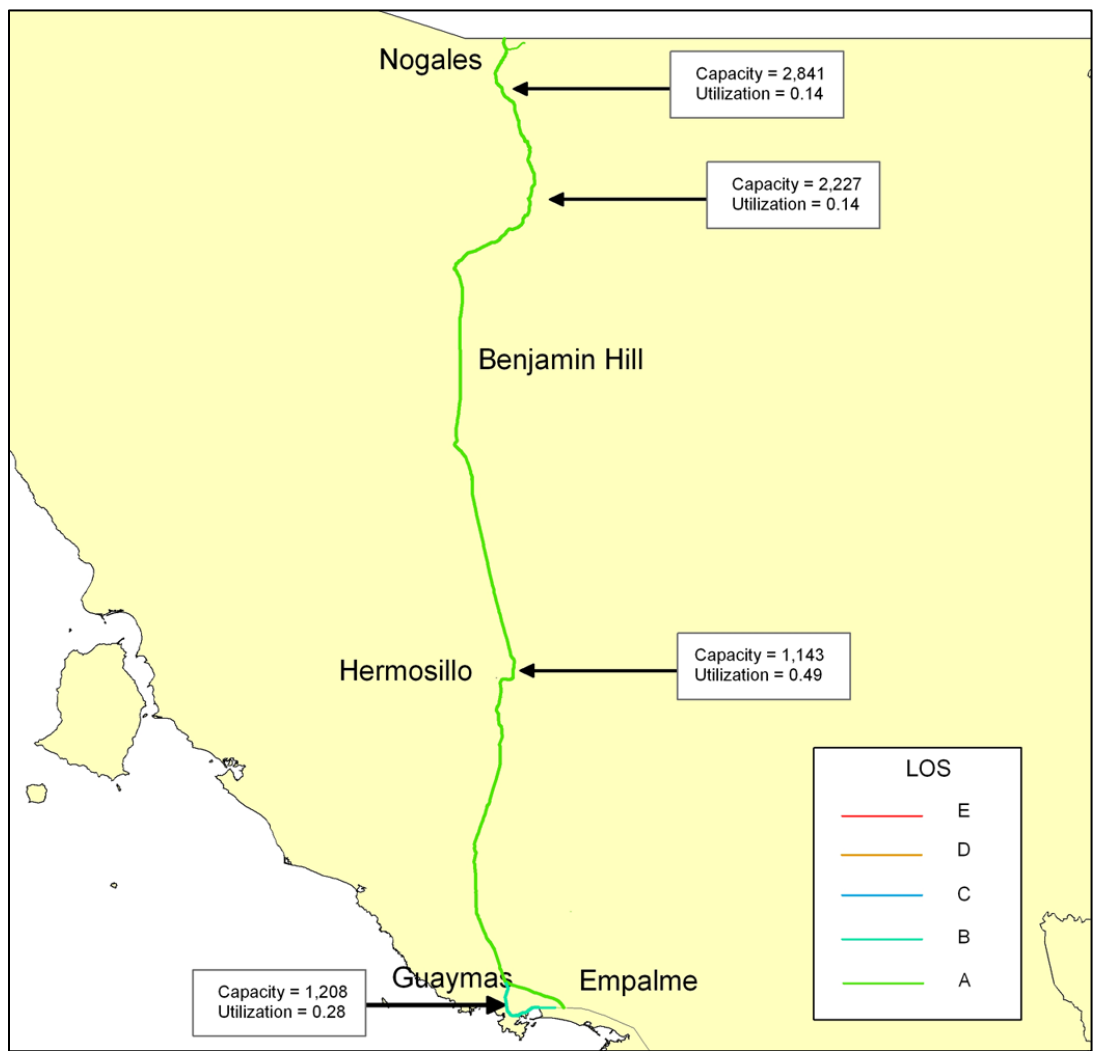 Nogales
Capacity = 2,841
Utilization = 0.14
Capacity = 2,227
Utilization = 0.14
Benjamin Hill
Hermosillo
Capacity = 1,143
Utilization = 0.49
LOS
E
D
C
B
A
Guaymas
Empalme
Capacity = 1,208
Utilization = 0.28